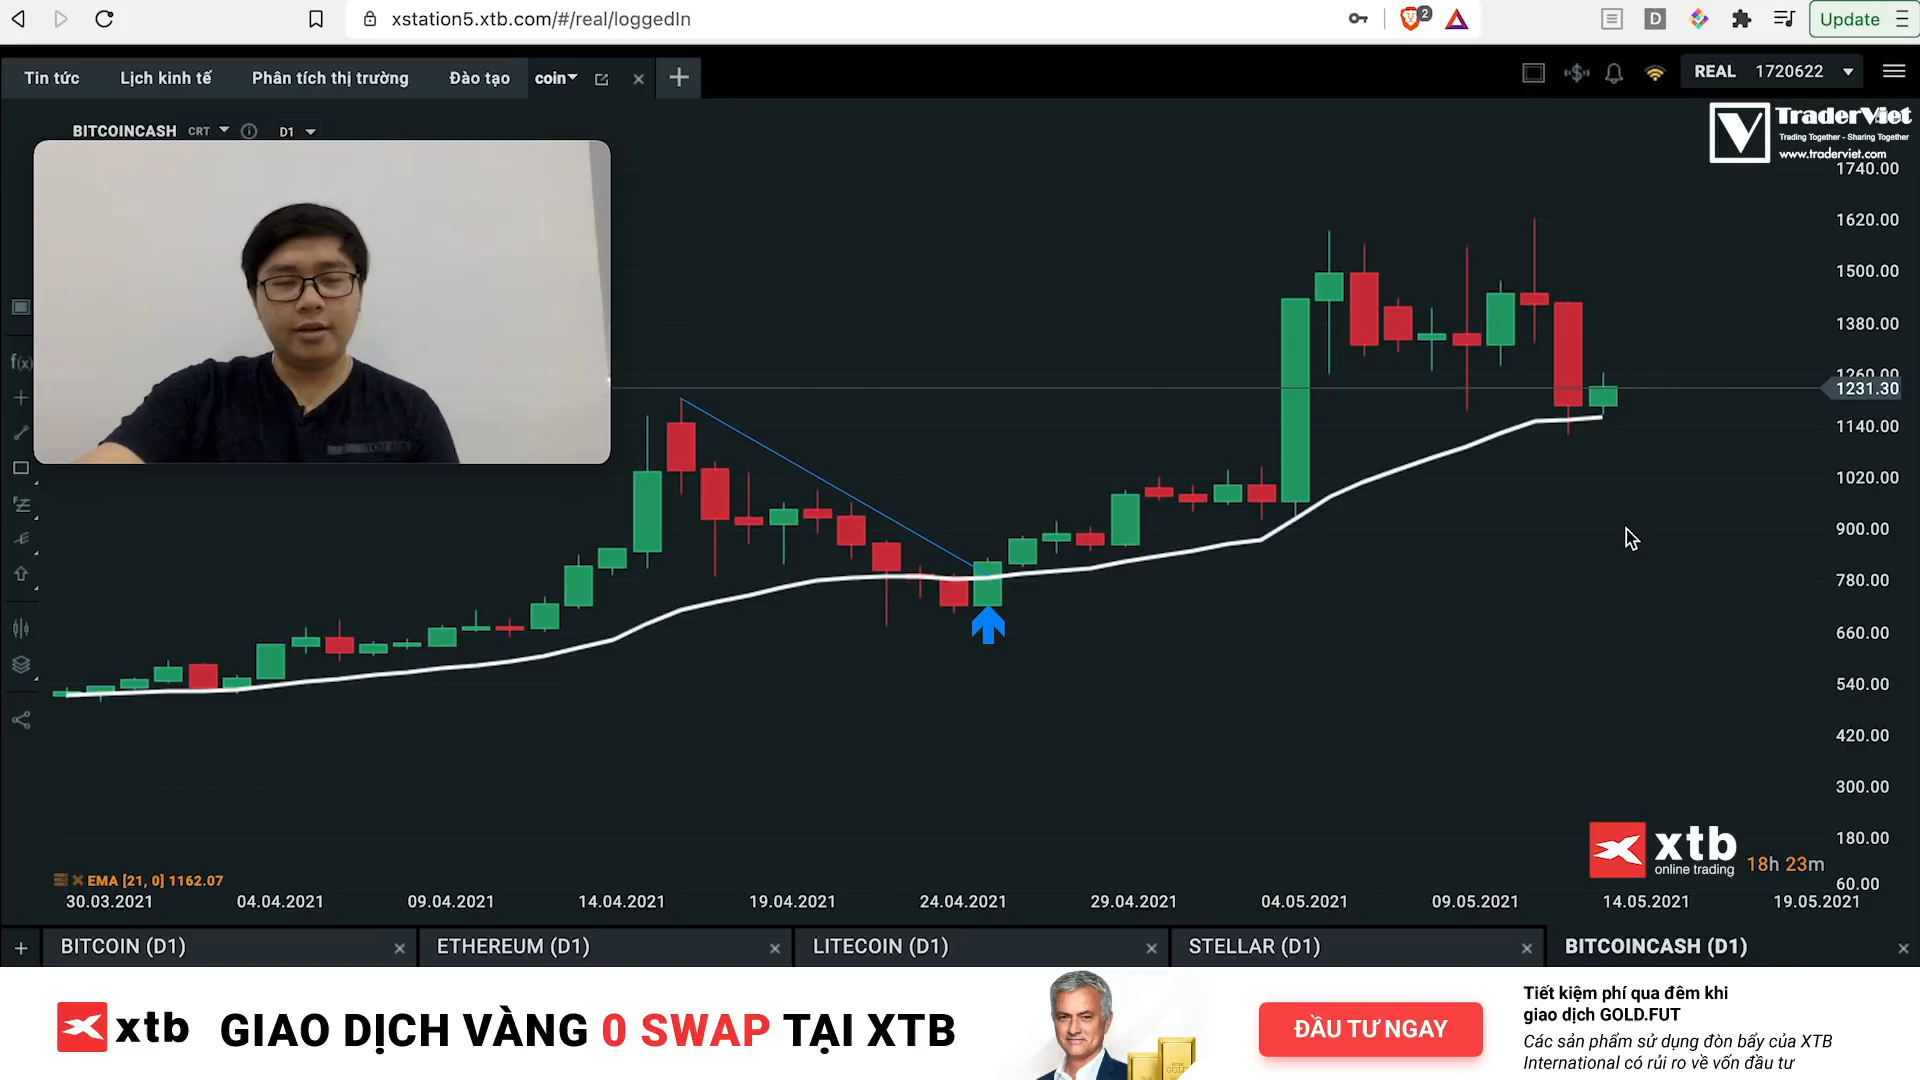 xstation5.xtb.com/#/real/loggedIn
2
D
Update
Tin tức
Lịch kinh tế
Phân tích thị trường
Đào tạo
coin
REAL 1720622
BITCOINCASH CRT D1
TraderViet
Trading Together - Sharing Together
www.traderviet.com
1740.00
1620.00
1500.00
1380.00
1260.00
1231.30
1140.00
1020.00
900.00
780.00
660.00
540.00
420.00
300.00
180.00
60.00
f(x)
xtb
online trading
18h 23m
EMA [21, 0] 1162.07
30.03.2021
04.04.2021
09.04.2021
14.04.2021
19.04.2021
24.04.2021
29.04.2021
04.05.2021
09.05.2021
14.05.2021
19.05.2021
BITCOIN (D1)
ETHEREUM (D1)
LITECOIN (D1)
STELLAR (D1)
BITCOINCASH (D1)
xtb
GIAO DỊCH VÀNG 0 SWAP TẠI XTB
ĐẦU TƯ NGAY
Tiết kiệm phí qua đêm khi
giao dịch GOLD.FUT
Các sản phẩm sử dụng đòn bẩy của XTB
International có rủi ro về vốn đầu tư